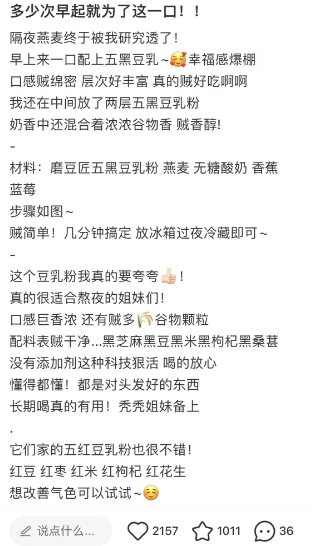 多少次早起就为了这一口！！
隔夜燕麦终于被我研究透了！
早上来一口配上五黑豆乳~🥰幸福感爆棚
口感贼绵密 层次好丰富 真的贼好吃啊啊
我还在中间放了两层五黑豆乳粉
奶香中还混合着浓浓谷物香 贼香醇!
-
材料：磨豆匠五黑豆乳粉 燕麦 无糖酸奶 香蕉
蓝莓
步骤如图~
贼简单！几分钟搞定 放冰箱过夜冷藏即可~
-
这个豆乳粉我真的要夸夸👍🏻！
真的很适合熬夜的姐妹们！
口感巨香浓 还有贼多🌾谷物颗粒
配料表贼干净...黑芝麻黑豆黑米黑枸杞黑桑葚
没有添加剂这种科技狠活 喝的放心
懂得都懂！都是对头发好的东西
长期喝真的有用！秃秃姐妹备上
.
它们家的五红豆乳粉也很不错！
红豆 红枣 红米 红枸杞 红花生
想改善气色可以试试~☺️
说点什么... 2157 1011 36